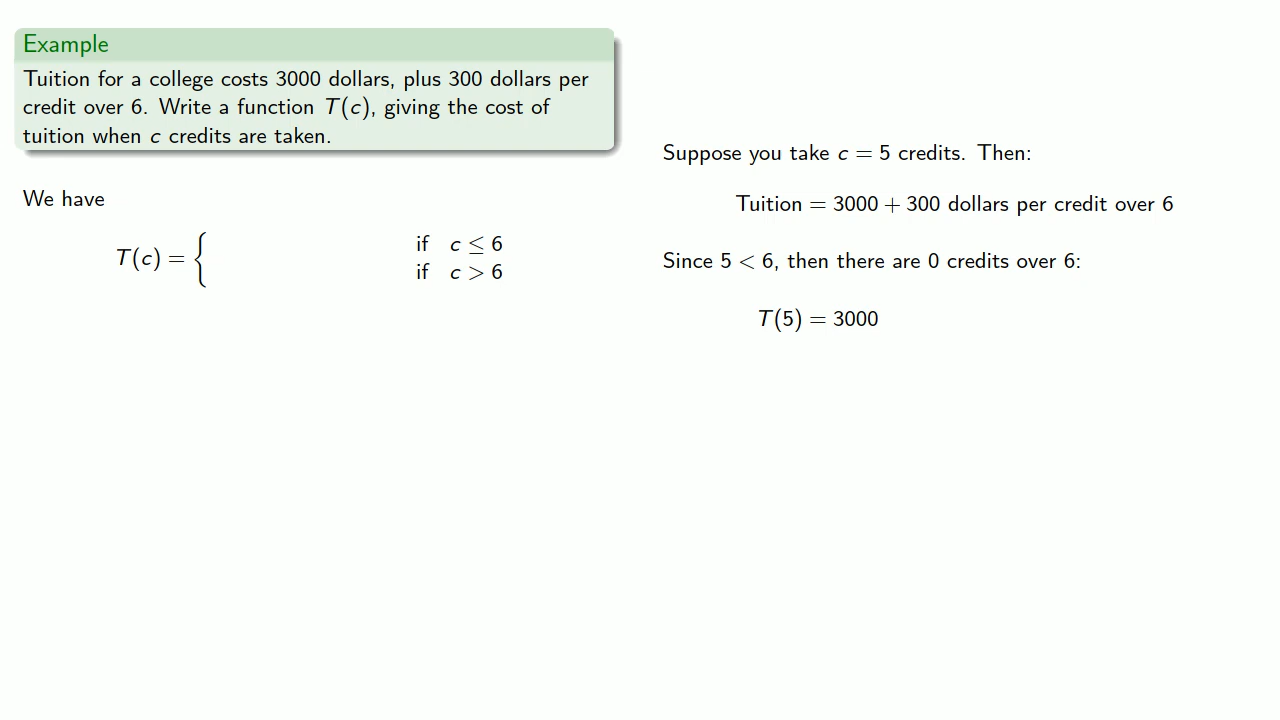 Example
Tuition for a college costs 3000 dollars, plus 300 dollars per
credit over 6. Write a function T(c), giving the cost of
tuition when c credits are taken.
We have
T(c) = {
if c ≤ 6
if c > 6
Suppose you take c = 5 credits. Then:
Tuition = 3000 + 300 dollars per credit over 6
Since 5 < 6, then there are 0 credits over 6:
T(5) = 3000